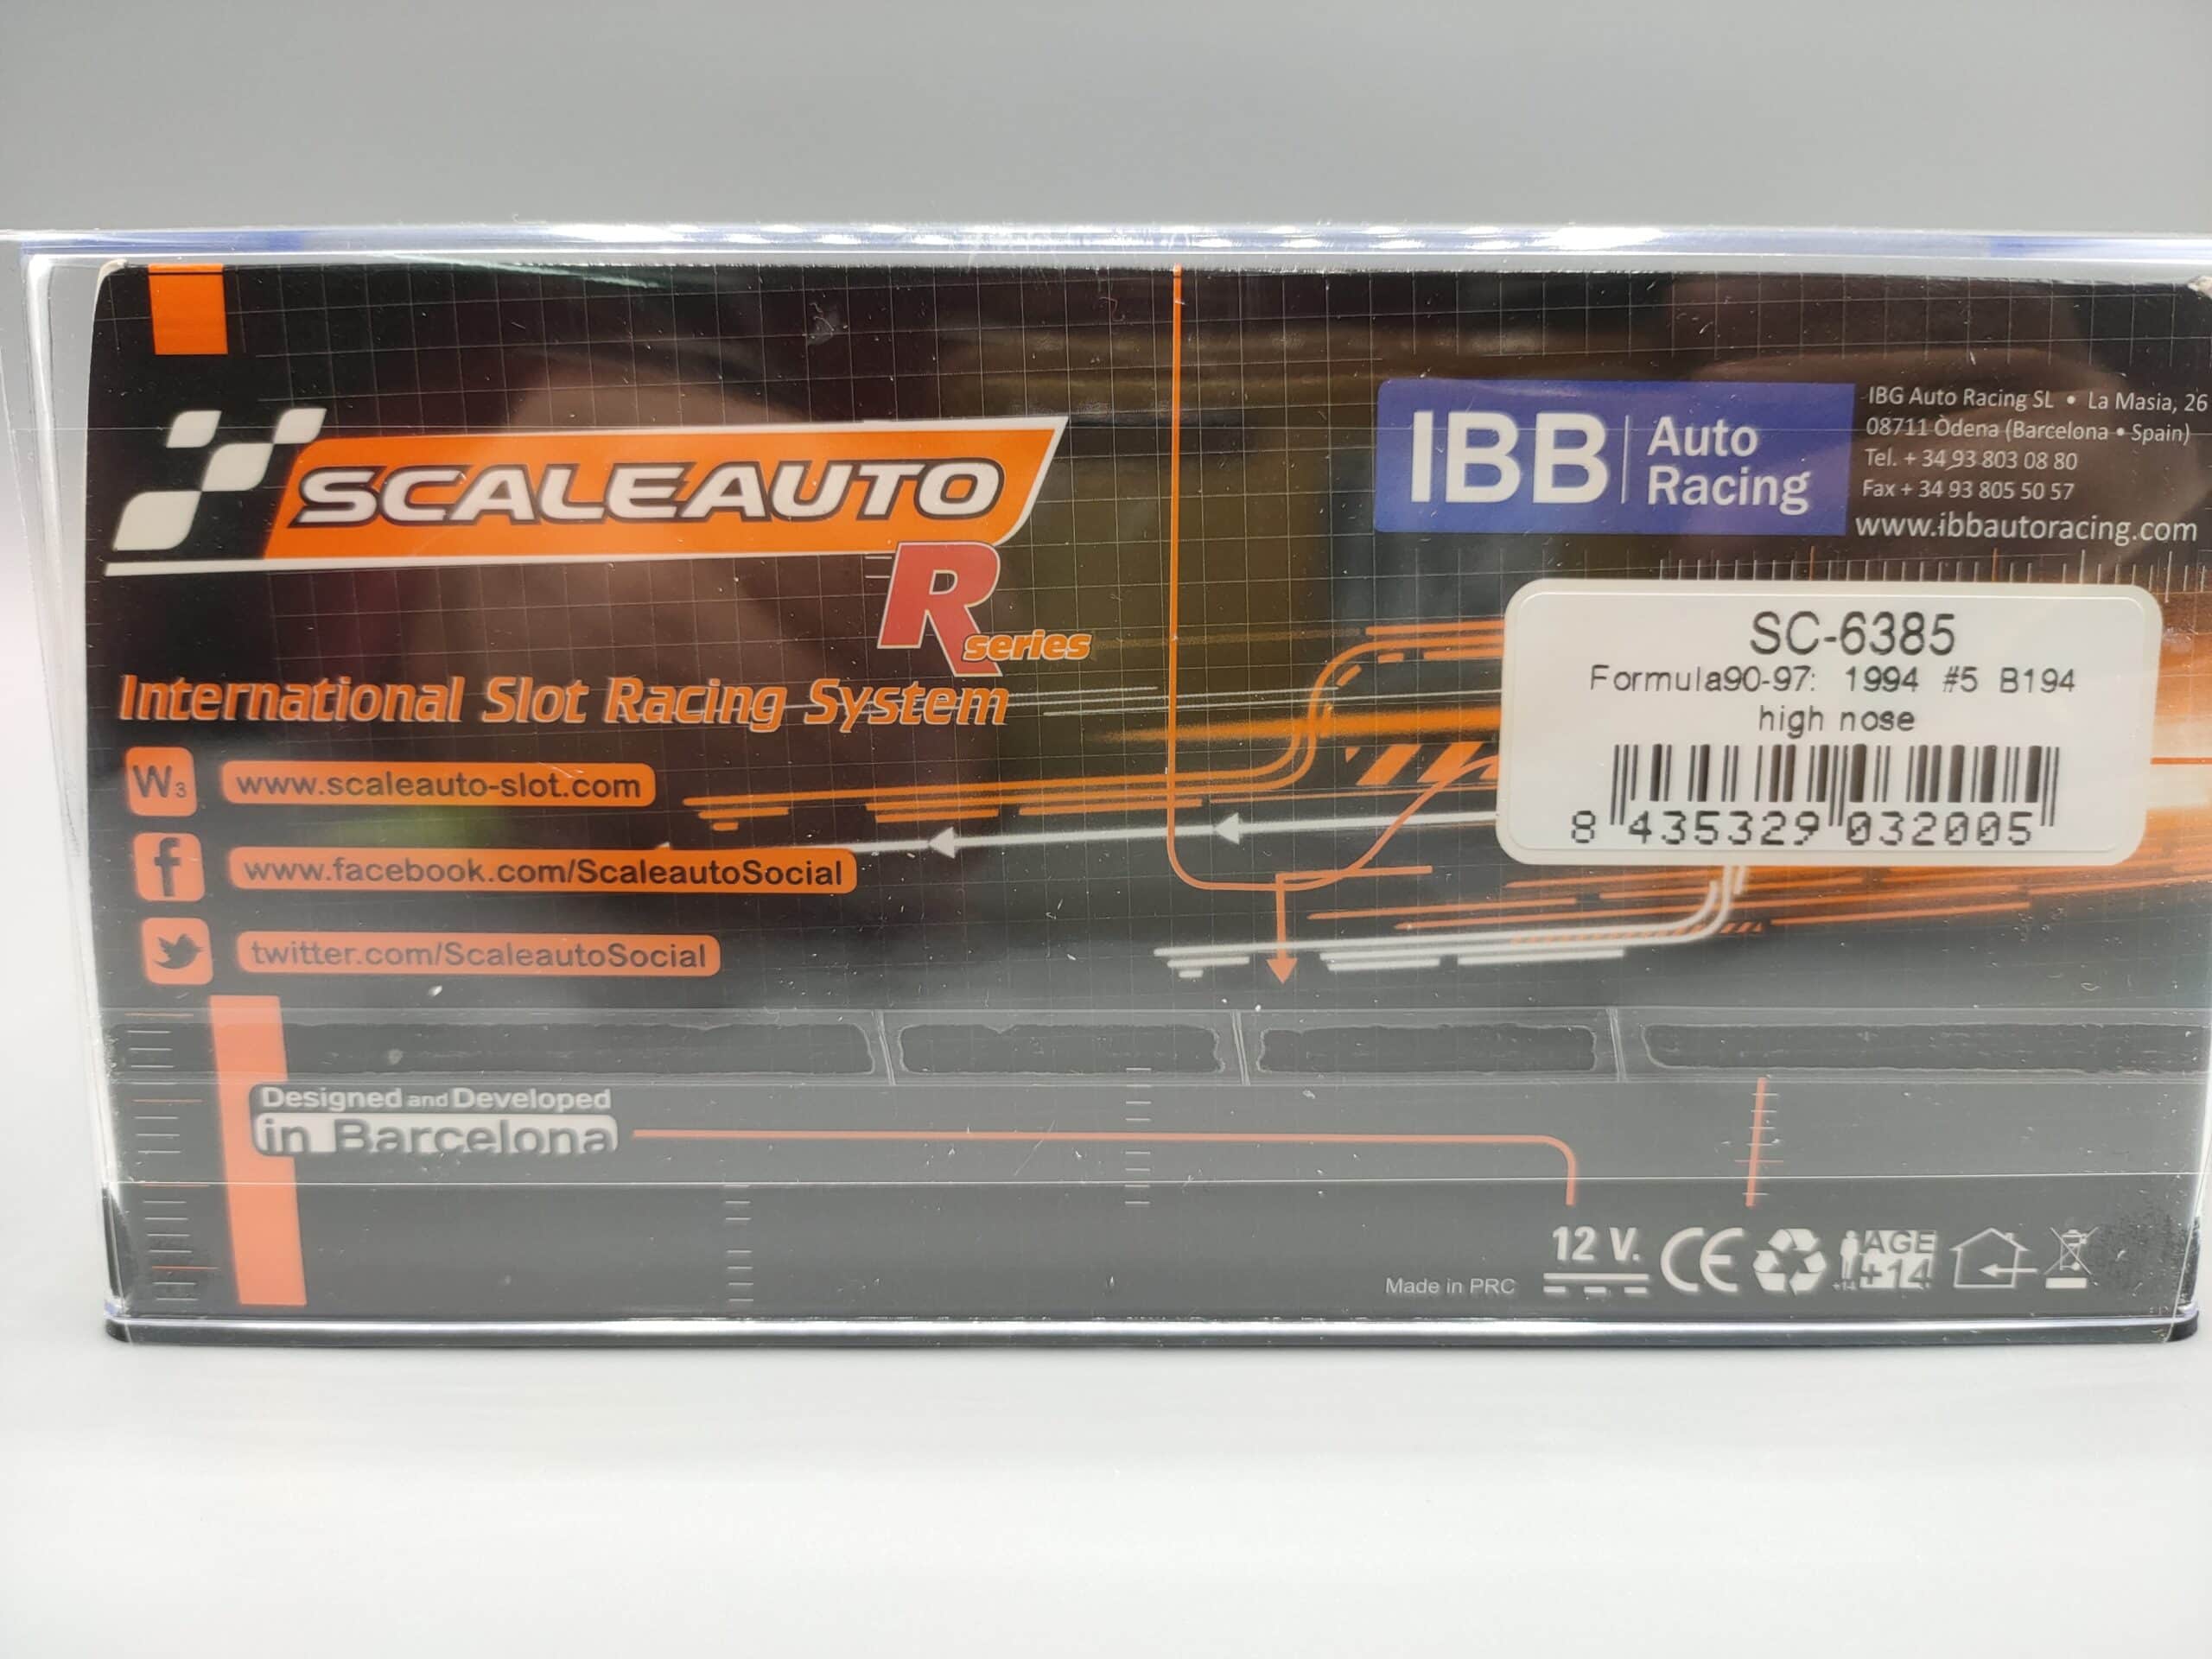 SCALEAUTO
R series
International Slot Racing System
W3 www.scaleauto-slot.com
f www.facebook.com/ScaleautoSocial
twitter.com/ScaleautoSocial
Designed and Developed
in Barcelona
IBB Auto Racing
IBG Auto Racing SL • La Masia, 26
08711 Òdena (Barcelona • Spain)
Tel. + 34 93 803 08 80
Fax + 34 93 805 50 57
www.ibbautoracing.com
SC-6385
Formula90-97: 1994 #5 B194
high nose
8 435329 032005
Made in PRC
12 V.
CE
AGE
+14